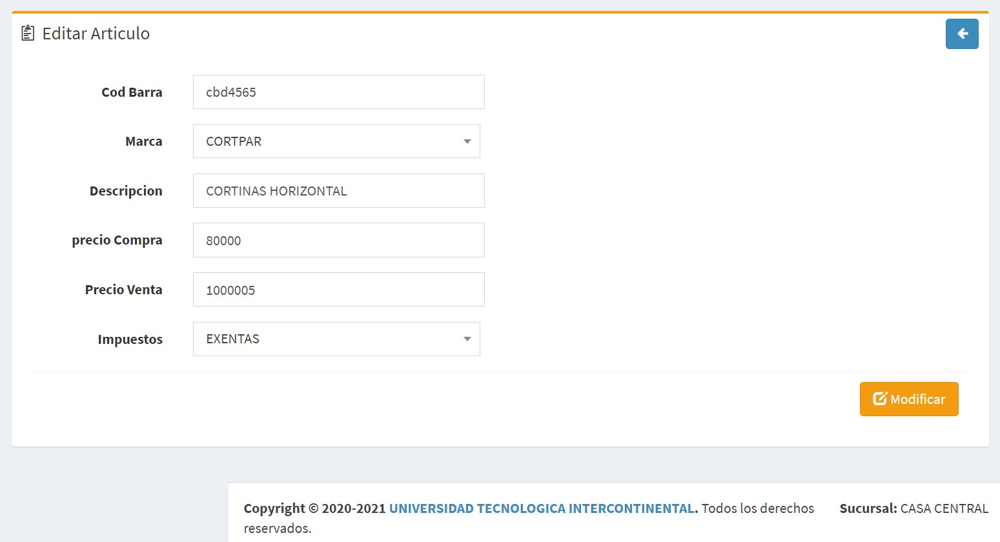 Editar Articulo
Cod Barra cbd4565
Marca CORTPAR
Descripcion CORTINAS HORIZONTAL
precio Compra 80000
Precio Venta 1000005
Impuestos EXENTAS
Modificar
Copyright © 2020-2021 UNIVERSIDAD TECNOLOGICA INTERCONTINENTAL. Todos los derechos Sucursal: CASA CENTRAL
reservados.